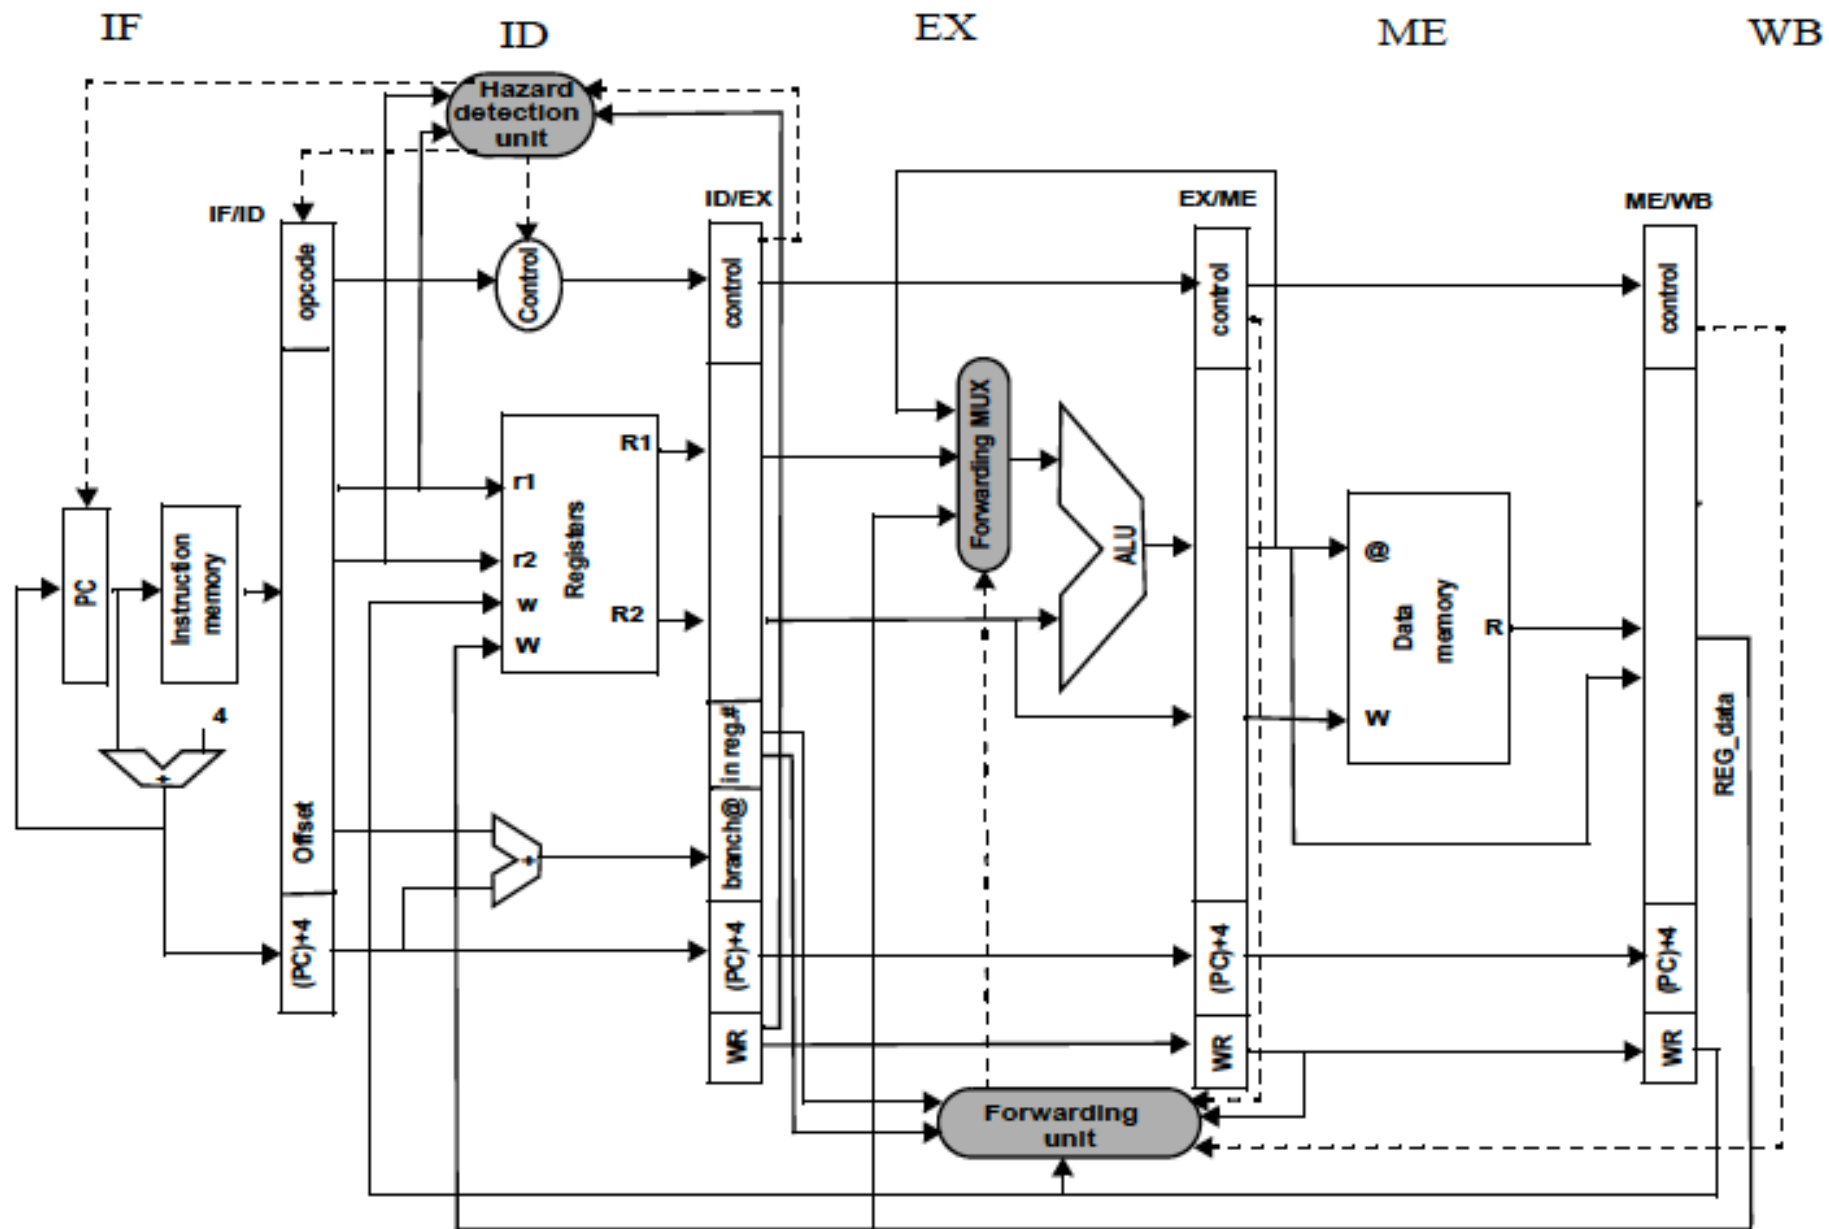 IF
ID
EX
ME
WB
Hazard
detection
unit
IF/ID
ID/EX
EX/ME
ME/WB
opcode
Control
control
control
control
Forwarding MUX
R1
r1
Registers
r2
R2
w
W
PC
Instruction
memory
ALU
@
Data
memory
R
W
4
+
in reg.#
REG_data
Offset
+
branch@
(PC)+4
(PC)+4
(PC)+4
(PC)+4
WR
WR
WR
Forwarding
unit